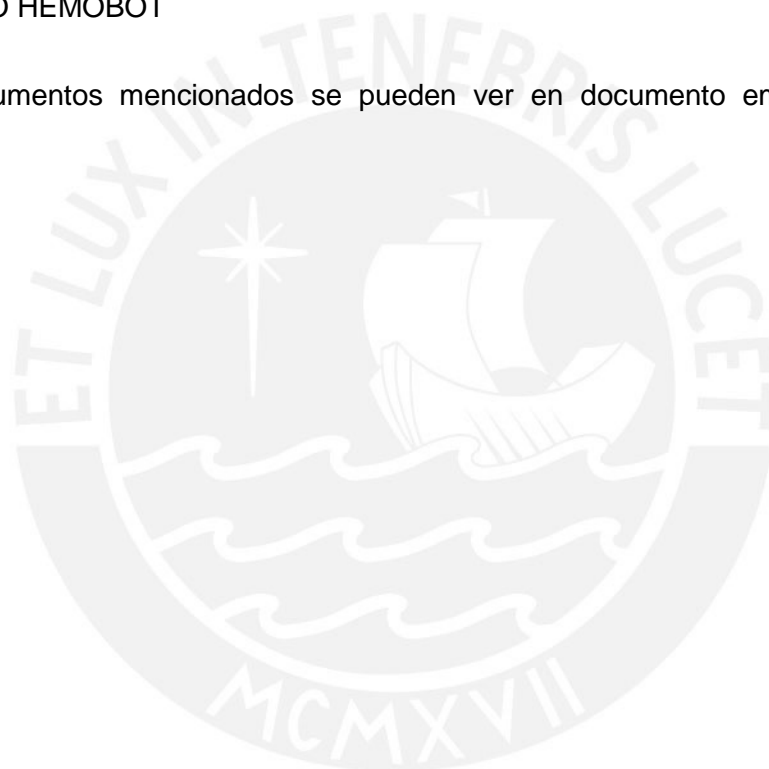 O HEMOBOT
umentos mencionados se pueden ver en documento en
ET LUX IN TENEBRIS LUCET
MCMXVII